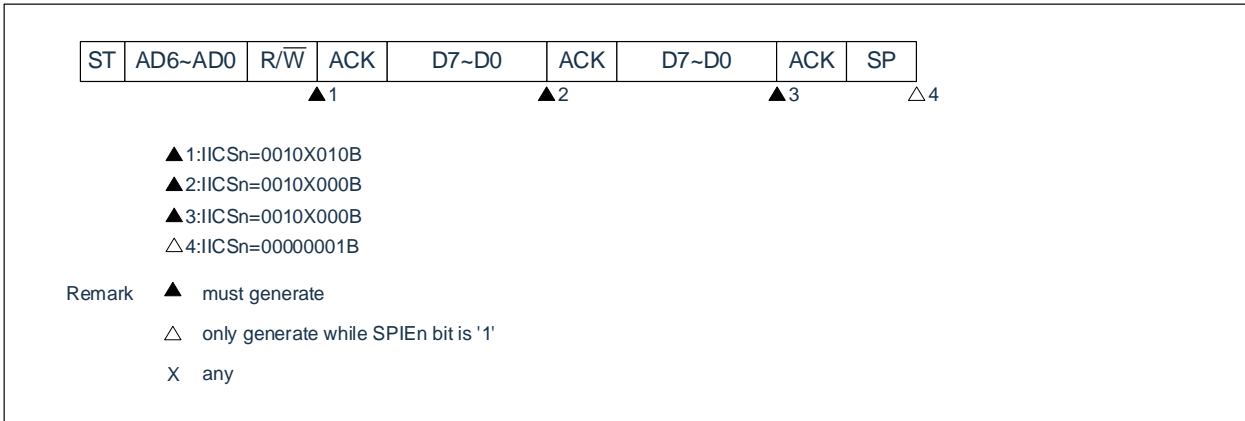 ST AD6~AD0 R/W̅ ACK D7~D0 ACK D7~D0 ACK SP
▲1 ▲2 ▲3 △4
▲1:IICSn=0010X010B
▲2:IICSn=0010X000B
▲3:IICSn=0010X000B
△4:IICSn=00000001B
Remark ▲ must generate
△ only generate while SPIEn bit is '1'
X any